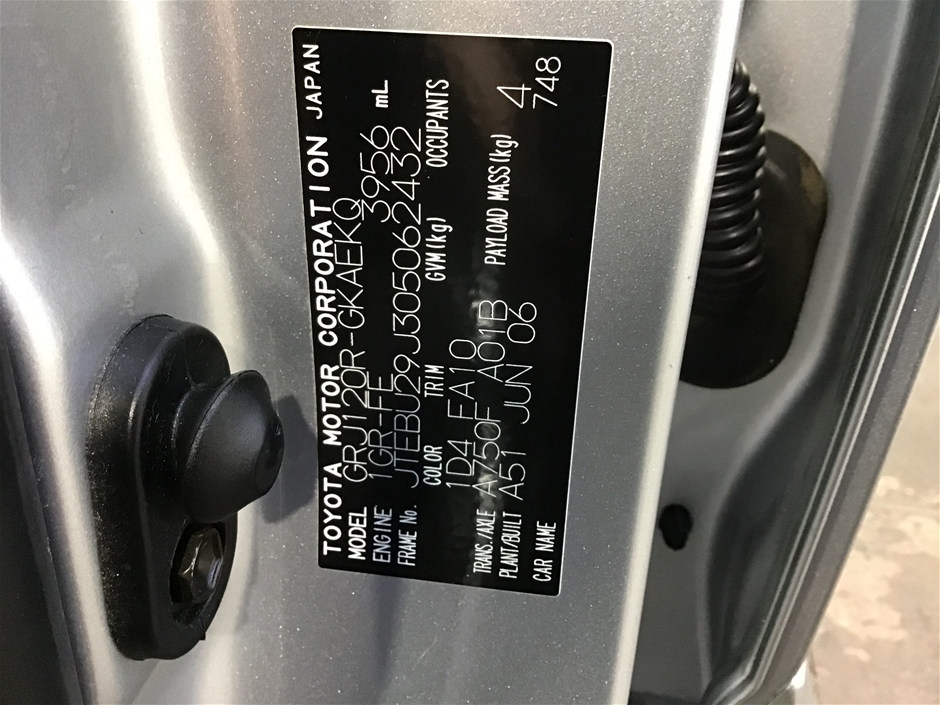 TOYOTA MOTOR CORPORATION JAPAN
MODEL GRJ120R-GKAEKQ
ENGINE 1GR-FE 3956 mL
FRAME No. JTEBU29J305062432
COLOR TRIM GVM(kg) OCCUPANTS
1D4 FA10
TRANS./AXLE A750F A01B PAYLOAD MASS(kg) 4
PLANT/BUILT A51 JUN 06 748
CAR NAME